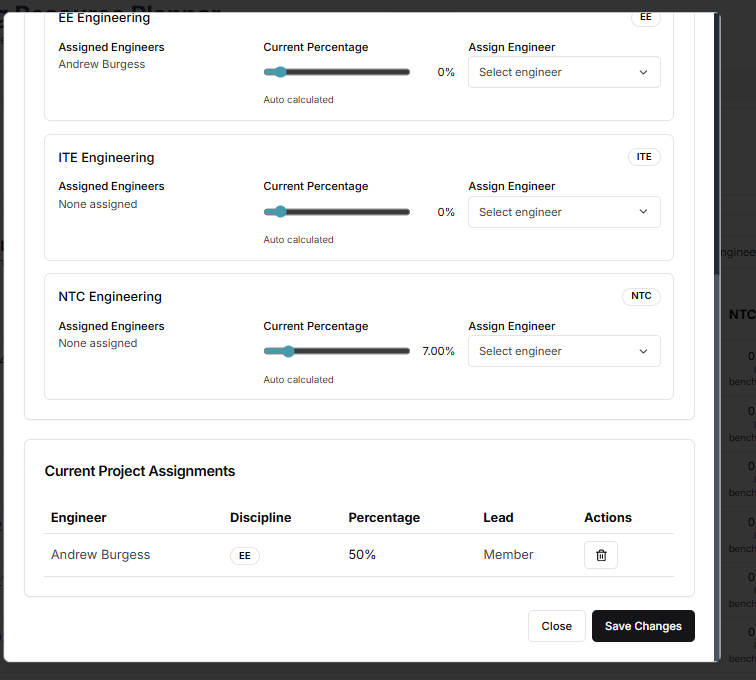 EE Engineering
EE
Assigned Engineers
Current Percentage
Assign Engineer
Andrew Burgess
0%
Select engineer
Auto calculated
ITE Engineering
ITE
Assigned Engineers
Current Percentage
Assign Engineer
None assigned
0%
Select engineer
Auto calculated
NTC Engineering
NTC
Assigned Engineers
Current Percentage
Assign Engineer
None assigned
7.00%
Select engineer
Auto calculated
Current Project Assignments
Engineer
Discipline
Percentage
Lead
Actions
Andrew Burgess
EE
50%
Member
Close
Save Changes
NTC
0
bench
0
bench
0
bench
0
bench
0
bench
0
bench